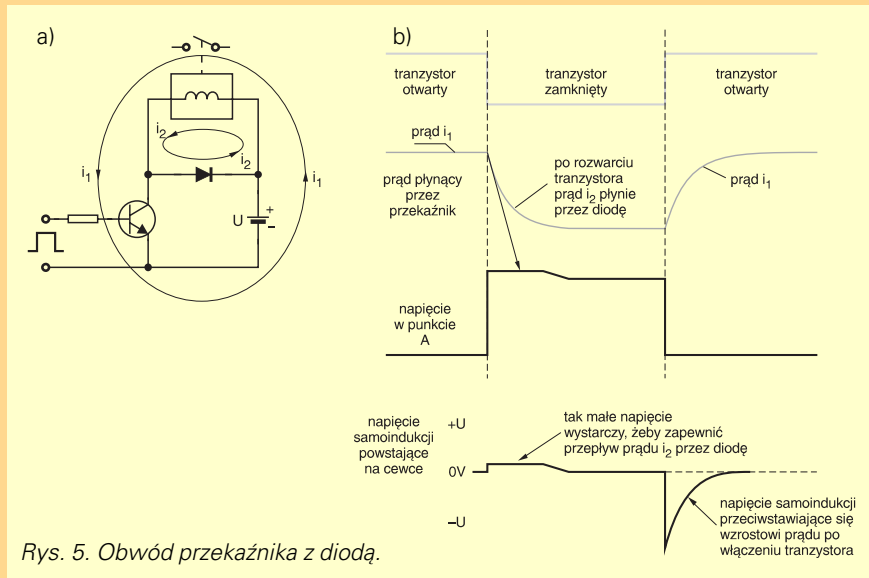 a)
i2
i2
i1
i1
U
+
–
b)
tranzystor
otwarty
tranzystor
zamknięty
tranzystor
otwarty
prąd i1
prąd płynący
przez
przekaźnik
po rozwarciu
tranzystora
prąd i2 płynie
przez diodę
prąd i1
napięcie
w punkcie
A
napięcie
samoindukcji
powstające
na cewce
+U
0V
–U
tak małe napięcie
wystarczy, żeby zapewnić
przepływ prądu i2 przez diodę
napięcie samoindukcji
przeciwstawiające się
wzrostowi prądu po
włączeniu tranzystora
Rys. 5. Obwód przekaźnika z diodą.